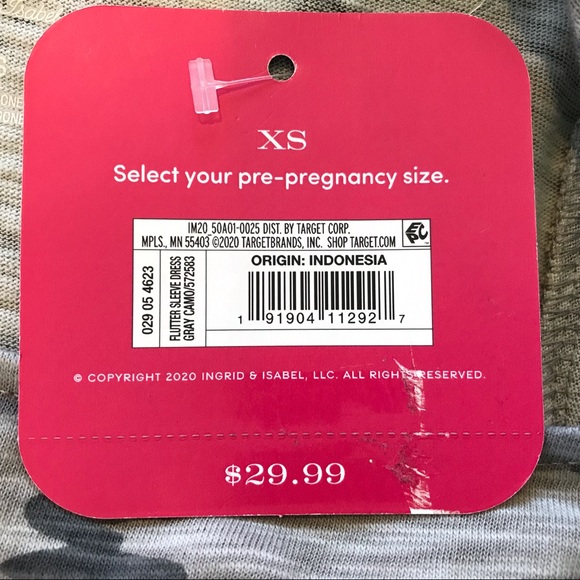 XS
Select your pre-pregnancy size.
IM20_50A01-0025 DIST. BY TARGET CORP.
MPLS., MN 55403 ©2020 TARGETBRANDS, INC. SHOP TARGET.COM
029 05 4623
FLUTTER SLEEVE DRESS
GRAY CAMO/572583
ORIGIN: INDONESIA
1 91904 11292 7
© COPYRIGHT 2020 INGRID & ISABEL, LLC. ALL RIGHTS RESERVED.
$29.99